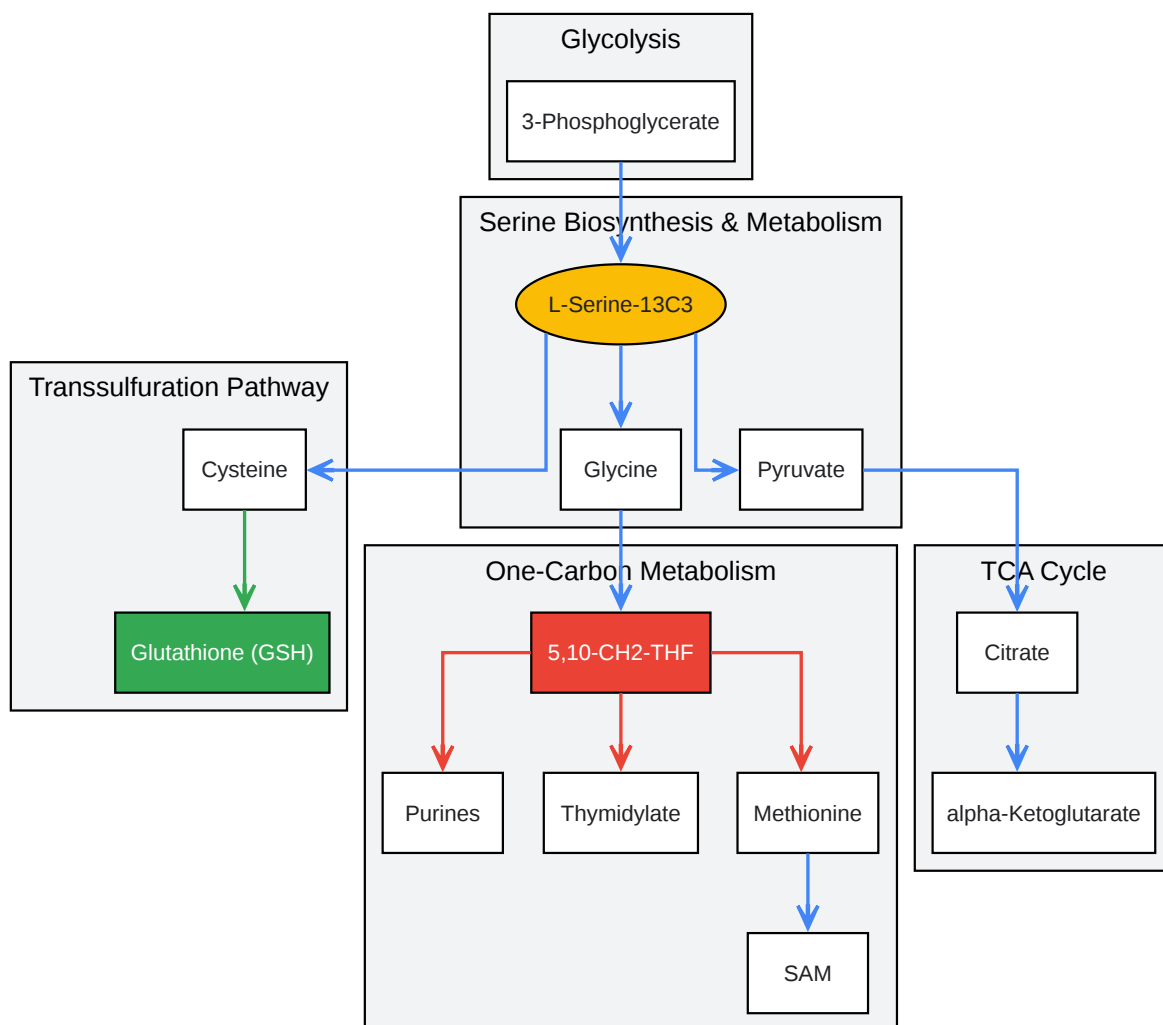 Glycolysis
3-Phosphoglycerate
Serine Biosynthesis & Metabolism
L-Serine-13C3
Transsulfuration Pathway
Cysteine
Glycine
Pyruvate
One-Carbon Metabolism
TCA Cycle
Glutathione (GSH)
5,10-CH2-THF
Citrate
Purines
Thymidylate
Methionine
alpha-Ketoglutarate
SAM